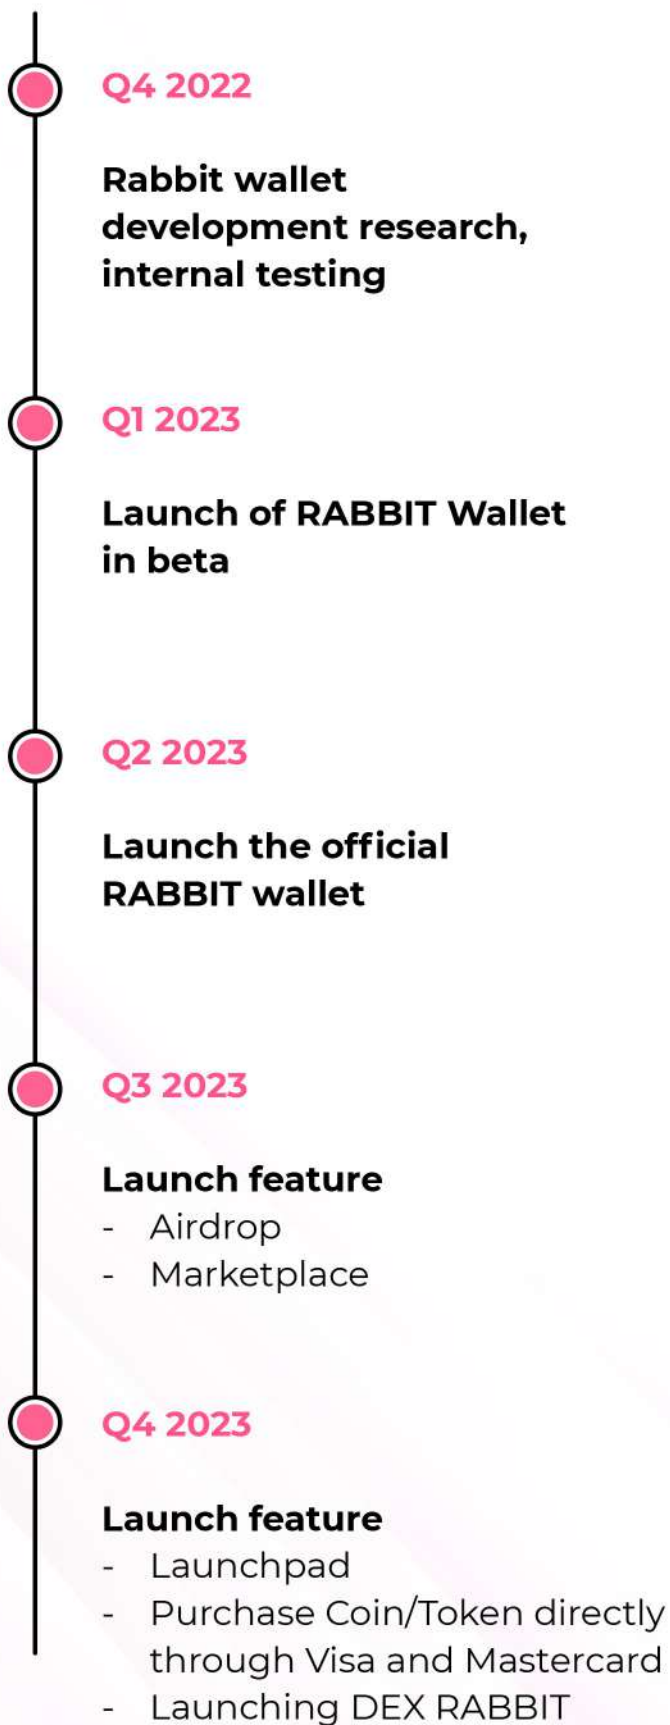 Q4 2022
Rabbit wallet
development research,
internal testing
Q1 2023
Launch of RABBIT Wallet
in beta
Q2 2023
Launch the official
RABBIT wallet
Q3 2023
Launch feature
- Airdrop
- Marketplace
Q4 2023
Launch feature
- Launchpad
- Purchase Coin/Token directly
through Visa and Mastercard
- Launching DEX RABBIT